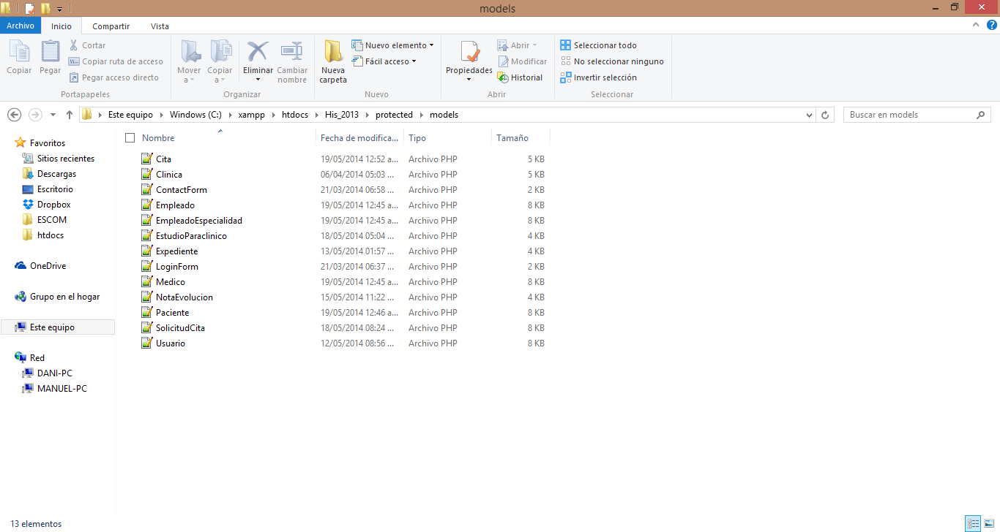 models
Archivo Inicio Compartir Vista
Copiar
Pegar
Cortar
Copiar ruta de acceso
Pegar acceso directo
Portapapeles
Mover a
Copiar a
Eliminar
Cambiar nombre
Organizar
Nueva carpeta
Nuevo elemento
Fácil acceso
Nuevo
Propiedades
Abrir
Modificar
Historial
Abrir
Seleccionar todo
No seleccionar ninguno
Invertir selección
Seleccionar
Este equipo Windows (C:) xampp htdocs His_2013 protected models
Buscar en models
Favoritos
Sitios recientes
Descargas
Escritorio
Dropbox
ESCOM
htdocs
OneDrive
Grupo en el hogar
Este equipo
Red
DANI-PC
MANUEL-PC
Nombre Fecha de modifica... Tipo Tamaño
Cita 19/05/2014 12:52 a... Archivo PHP 5 KB
Clinica 06/04/2014 05:03 ... Archivo PHP 5 KB
ContactForm 21/03/2014 06:58 ... Archivo PHP 2 KB
Empleado 19/05/2014 12:45 a... Archivo PHP 8 KB
EmpleadoEspecialidad 19/05/2014 12:45 a... Archivo PHP 8 KB
EstudioParaclinico 18/05/2014 05:04 ... Archivo PHP 4 KB
Expediente 13/05/2014 01:57 ... Archivo PHP 4 KB
LoginForm 21/03/2014 06:37 ... Archivo PHP 2 KB
Medico 19/05/2014 12:45 a... Archivo PHP 8 KB
NotaEvolucion 15/05/2014 11:22 ... Archivo PHP 4 KB
Paciente 19/05/2014 12:46 a... Archivo PHP 8 KB
SolicitudCita 18/05/2014 08:24 ... Archivo PHP 8 KB
Usuario 12/05/2014 08:56 ... Archivo PHP 8 KB
13 elementos